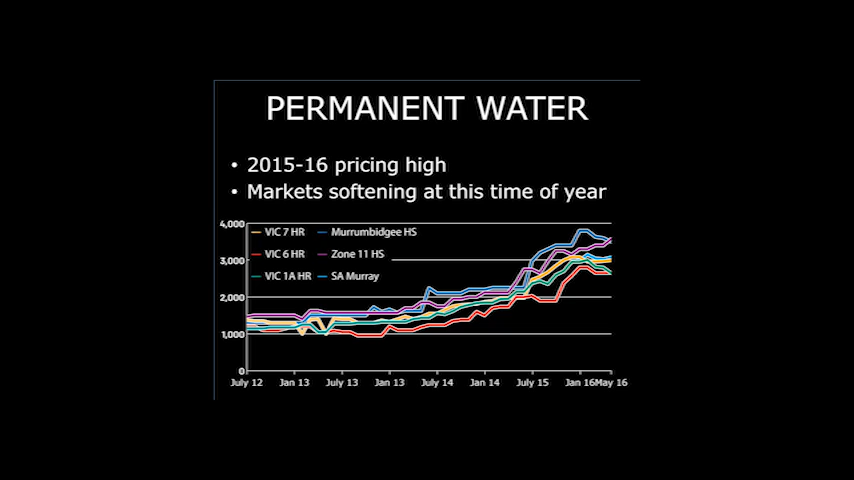 PERMANENT WATER
• 2015-16 pricing high
• Markets softening at this time of year
4,000
3,000
2,000
1,000
0
VIC 7 HR
Murrumbidgee HS
VIC 6 HR
Zone 11 HS
VIC 1A HR
SA Murray
July 12 Jan 13 July 13 Jan 13 July 14 Jan 14 July 15 Jan 16 May 16